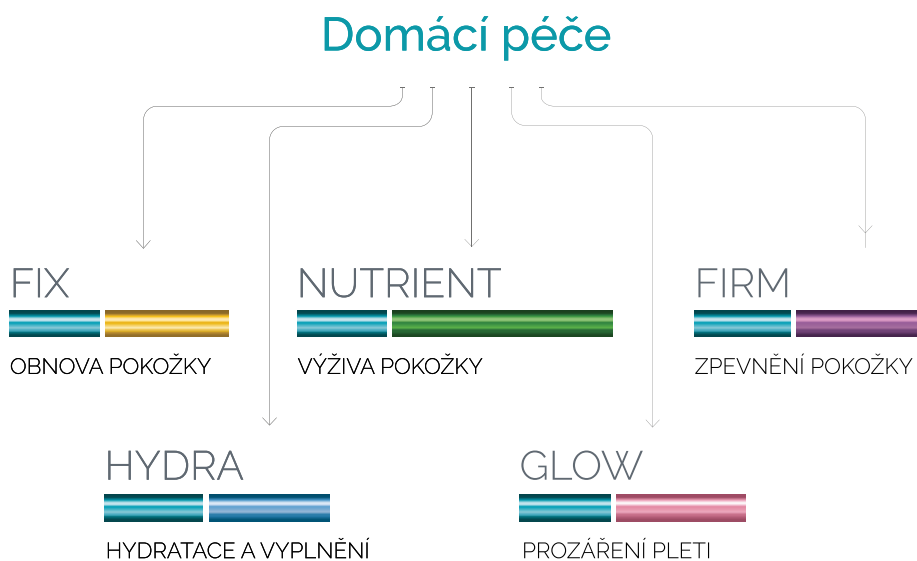 Domácí péče
FIX
OBNOVA POKOŽKY
NUTRIENT
VÝŽIVA POKOŽKY
FIRM
ZPEVNĚNÍ POKOŽKY
HYDRA
HYDRATACE A VYPLNĚNÍ
GLOW
PROZÁŘENÍ PLETI